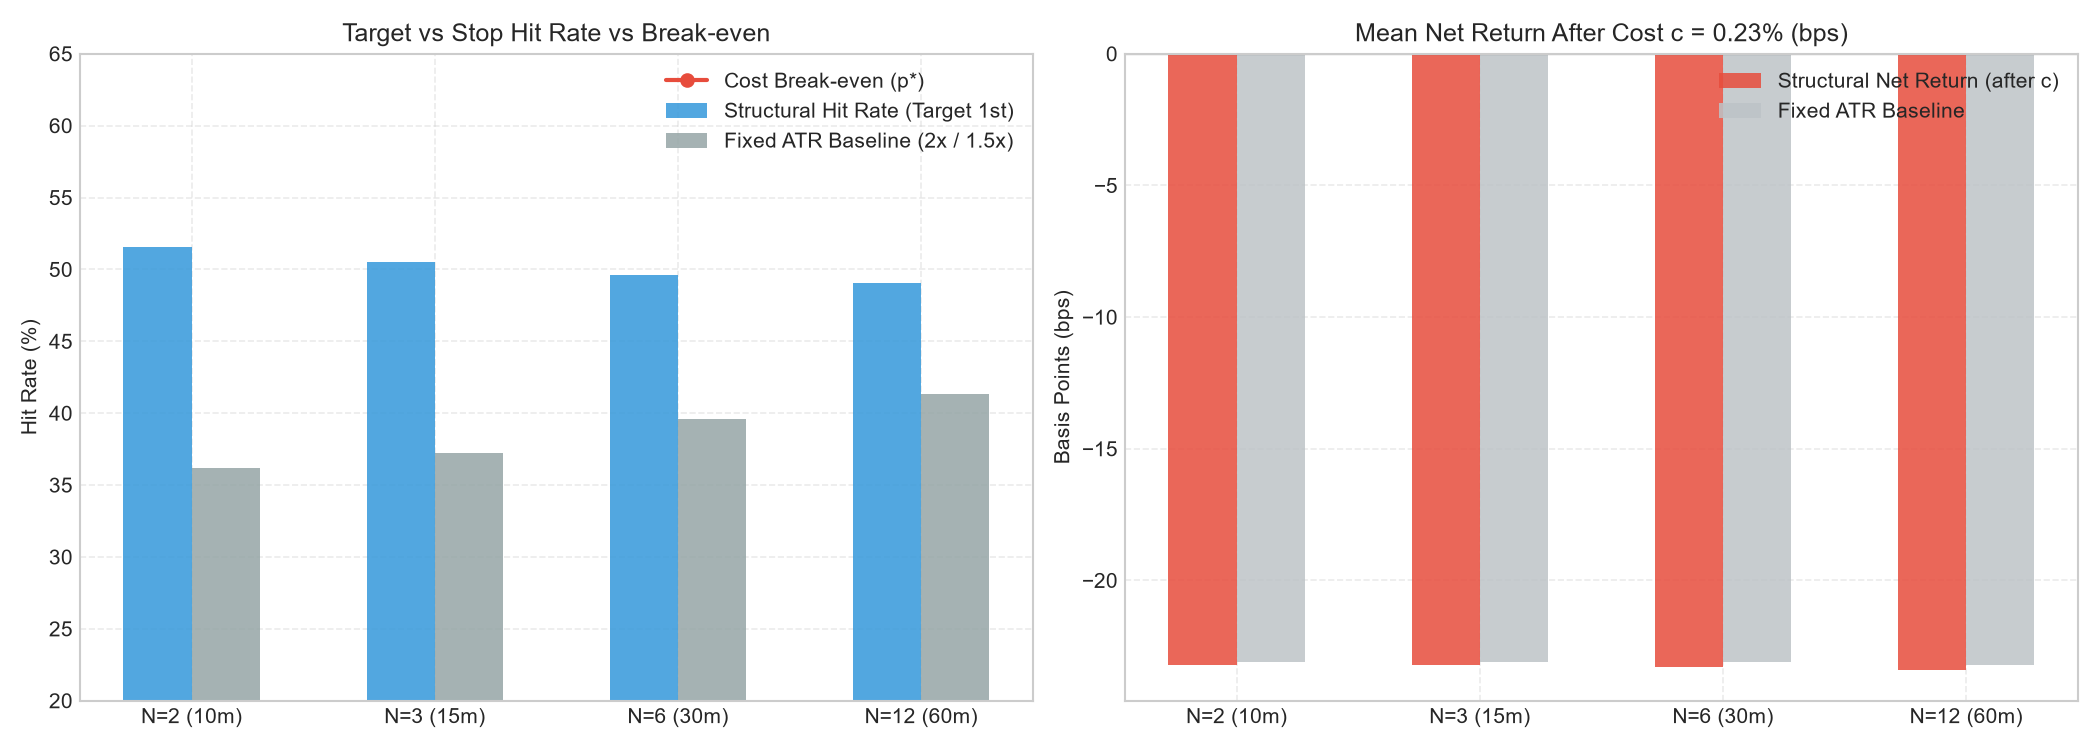 Target vs Stop Hit Rate vs Break-even
Hit Rate (%)
65
60
55
50
45
40
35
30
25
20
Cost Break-even (p*)
Structural Hit Rate (Target 1st)
Fixed ATR Baseline (2x / 1.5x)
N=2 (10m)
N=3 (15m)
N=6 (30m)
N=12 (60m)
Mean Net Return After Cost c = 0.23% (bps)
Basis Points (bps)
0
−5
−10
−15
−20
Structural Net Return (after c)
Fixed ATR Baseline
N=2 (10m)
N=3 (15m)
N=6 (30m)
N=12 (60m)